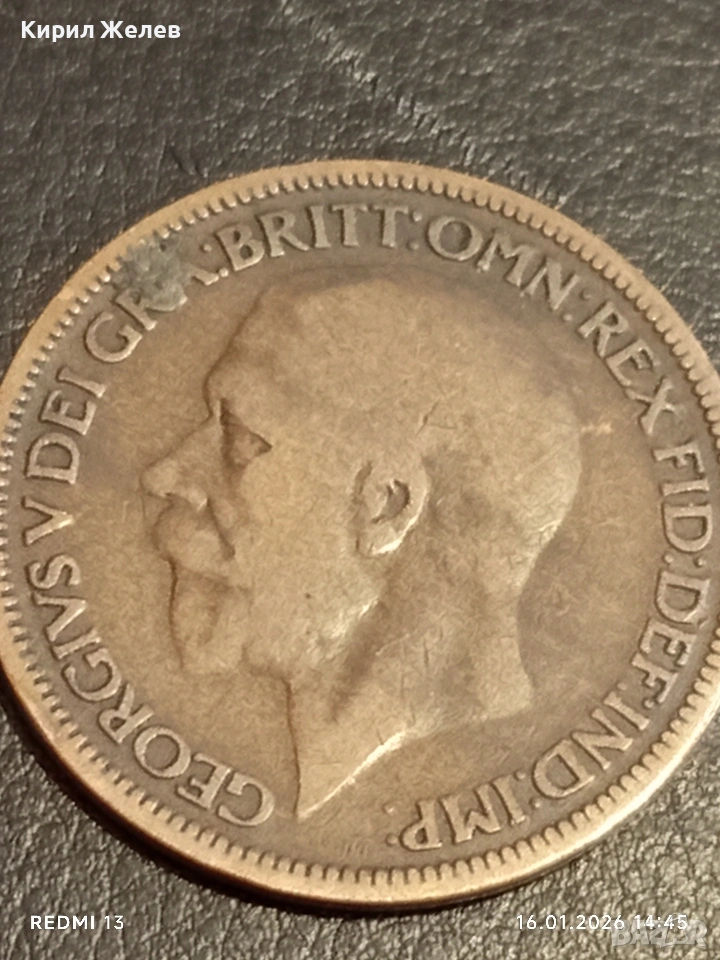 Кирил Желев
GEORGIVS V DEI GRA:BRITT:OMN:REX FID:DEF:IND:IMP:
REDMI 13
16.01.2026 14:45
BAZAR